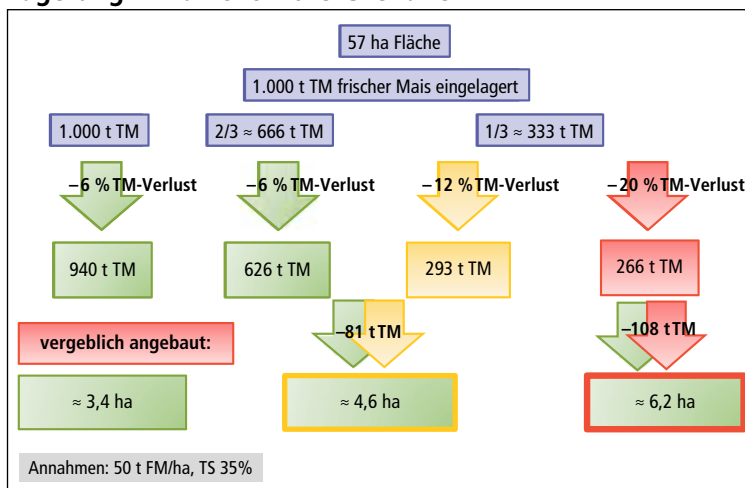 57 ha Fläche
1.000 t TM frischer Mais eingelagert
1.000 t TM
2/3 ≈ 666 t TM
1/3 ≈ 333 t TM
–6 % TM-Verlust
–6 % TM-Verlust
–12 % TM-Verlust
–20 % TM-Verlust
940 t TM
626 t TM
293 t TM
266 t TM
–81 t TM
–108 t TM
vergeblich angebaut:
≈ 3,4 ha
≈ 4,6 ha
≈ 6,2 ha
Annahmen: 50 t FM/ha, TS 35%